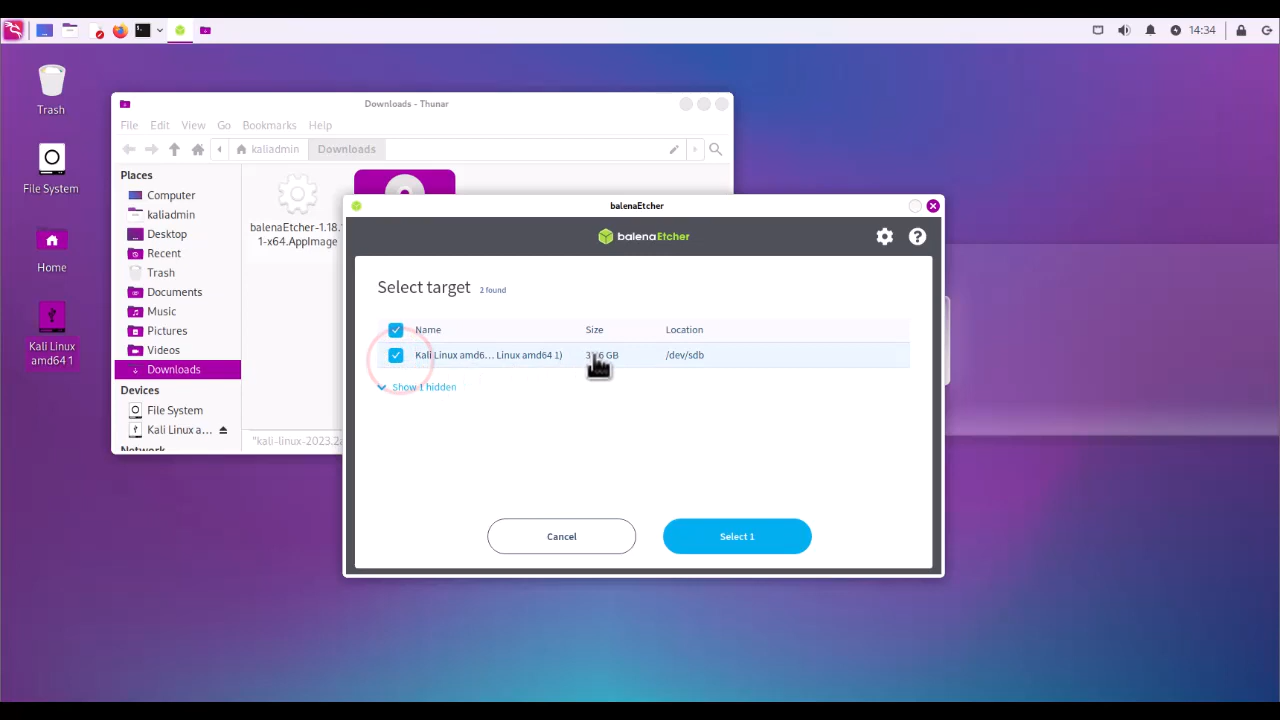 14:34
Trash
File System
Home
Kali Linux
amd64 1
Downloads - Thunar
File Edit View Go Bookmarks Help
kaliadmin Downloads
Places
Computer
kaliadmin
Desktop
Recent
Trash
Documents
Music
Pictures
Videos
Downloads
Devices
File System
Kali Linux a...
Network
balenaEtcher-1.18.
1-x64.AppImage
"kali-linux-2023.2a
balenaEtcher
balenaEtcher
Select target 2 found
Name Size Location
Kali Linux amd6... Linux amd64 1) GB /dev/sdb
Show 1 hidden
Cancel
Select 1